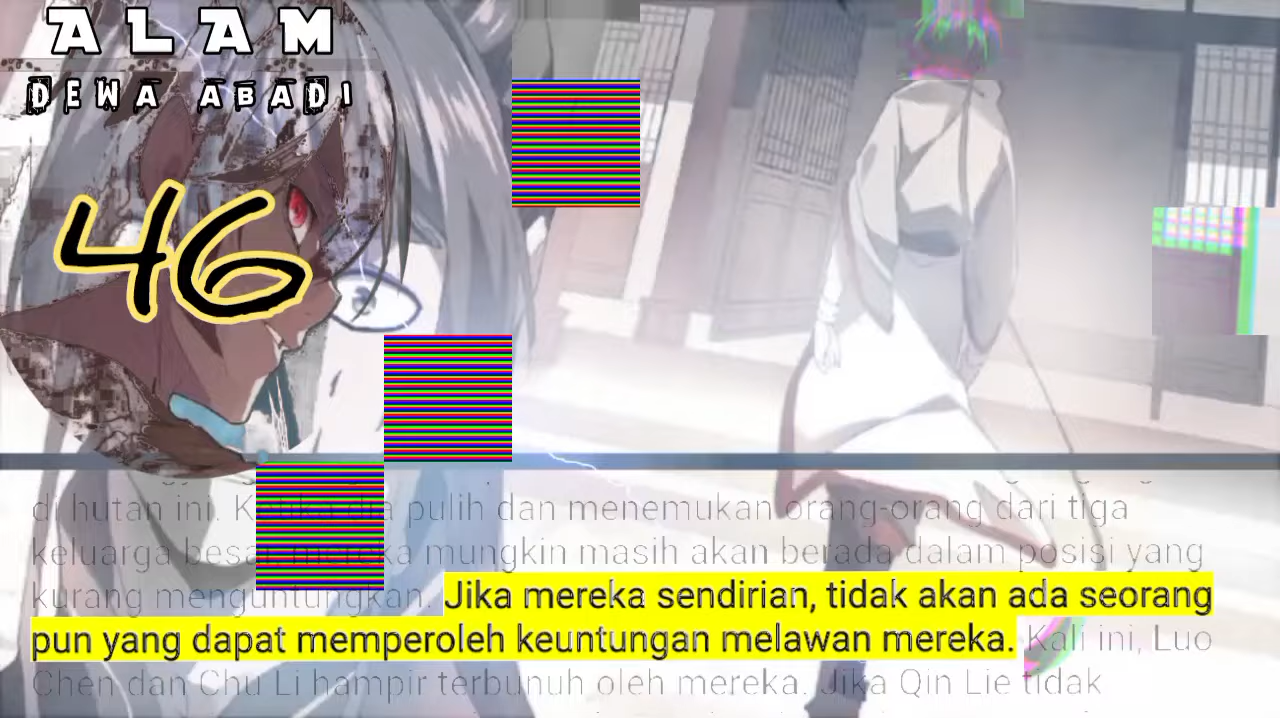 ALAM
DEWA ABADI
46
di hutan ini. Ketika dia pulih dan menemukan orang-orang dari tiga
keluarga besar, mereka mungkin masih akan berada dalam posisi yang
kurang menguntungkan. Jika mereka sendirian, tidak akan ada seorang
pun yang dapat memperoleh keuntungan melawan mereka. Kali ini, Luo
Chen dan Chu Li hampir terbunuh oleh mereka. Jika Qin Lie tidak